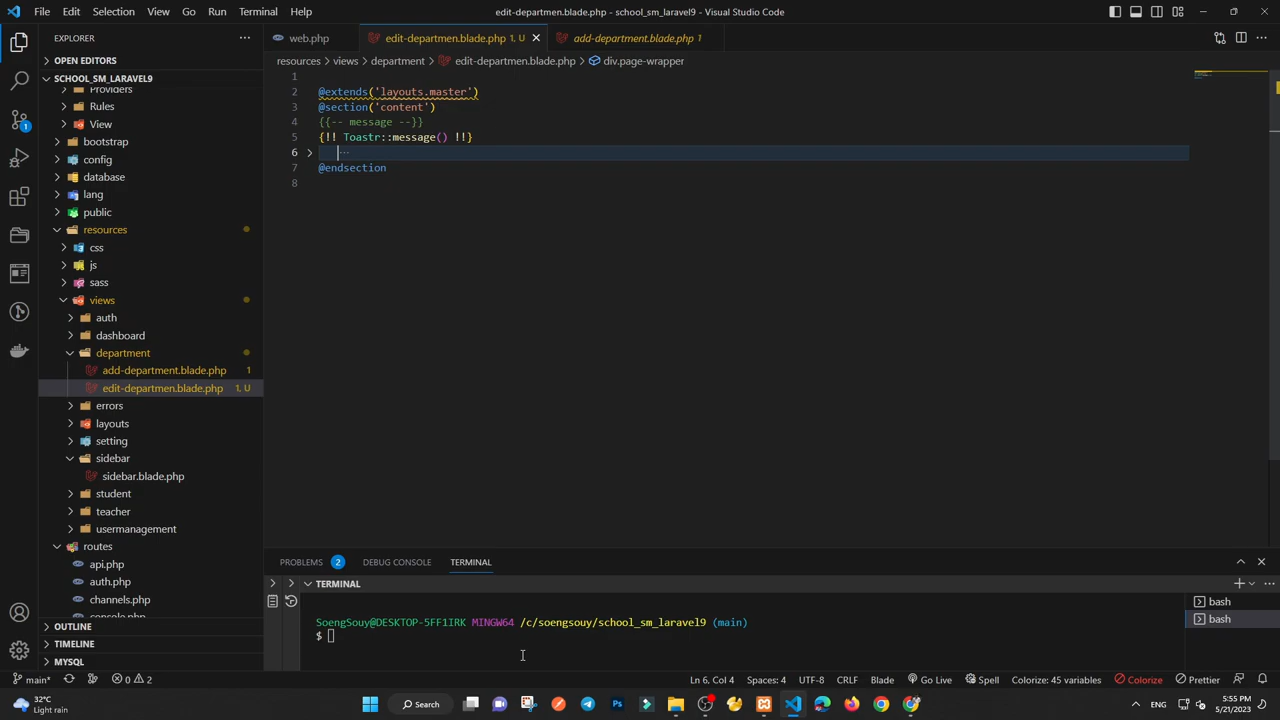 File Edit Selection View Go Run Terminal Help
edit-departmen.blade.php - school_sm_laravel9 - Visual Studio Code
EXPLORER
web.php
edit-departmen.blade.php 1, U
add-department.blade.php 1
OPEN EDITORS
resources > views > department > edit-departmen.blade.php > div.page-wrapper
SCHOOL_SM_LARAVEL9
Providers
Rules
View
bootstrap
config
database
lang
public
resources
css
js
sass
views
auth
dashboard
department
add-department.blade.php 1
edit-departmen.blade.php 1, U
errors
layouts
setting
sidebar
sidebar.blade.php
student
teacher
usermanagement
routes
api.php
auth.php
channels.php
console.php
OUTLINE
TIMELINE
MYSQL
1
2 @extends('layouts.master')
3 @section('content')
4 {{-- message --}}
5 {!! Toastr::message() !!}
6 ...
7 @endsection
8
PROBLEMS 2 DEBUG CONSOLE TERMINAL
TERMINAL
SoengSouy@DESKTOP-5FF1IRK MINGW64 /c/soengsouy/school_sm_laravel9 (main)
$
bash
bash
1
main* 0 2
Ln 6, Col 4 Spaces: 4 UTF-8 CRLF Blade Go Live Spell Colorize: 45 variables Colorize Prettier
32°C
Light rain
Search
ENG
5:55 PM
5/21/2023